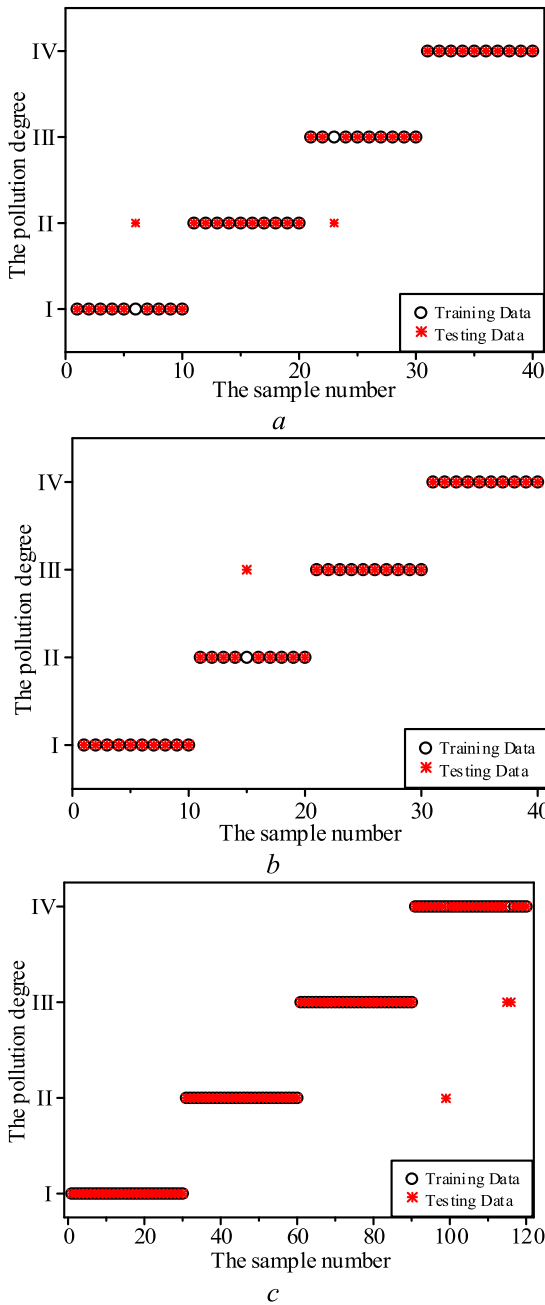 The pollution degree
IV
III
II
I
Training Data
Testing Data
0 10 20 30 40
The sample number
a
The pollution degree
IV
III
II
I
Training Data
Testing Data
0 10 20 30 40
The sample number
b
The pollution degree
IV
III
II
I
Training Data
Testing Data
0 20 40 60 80 100 120
The sample number
c